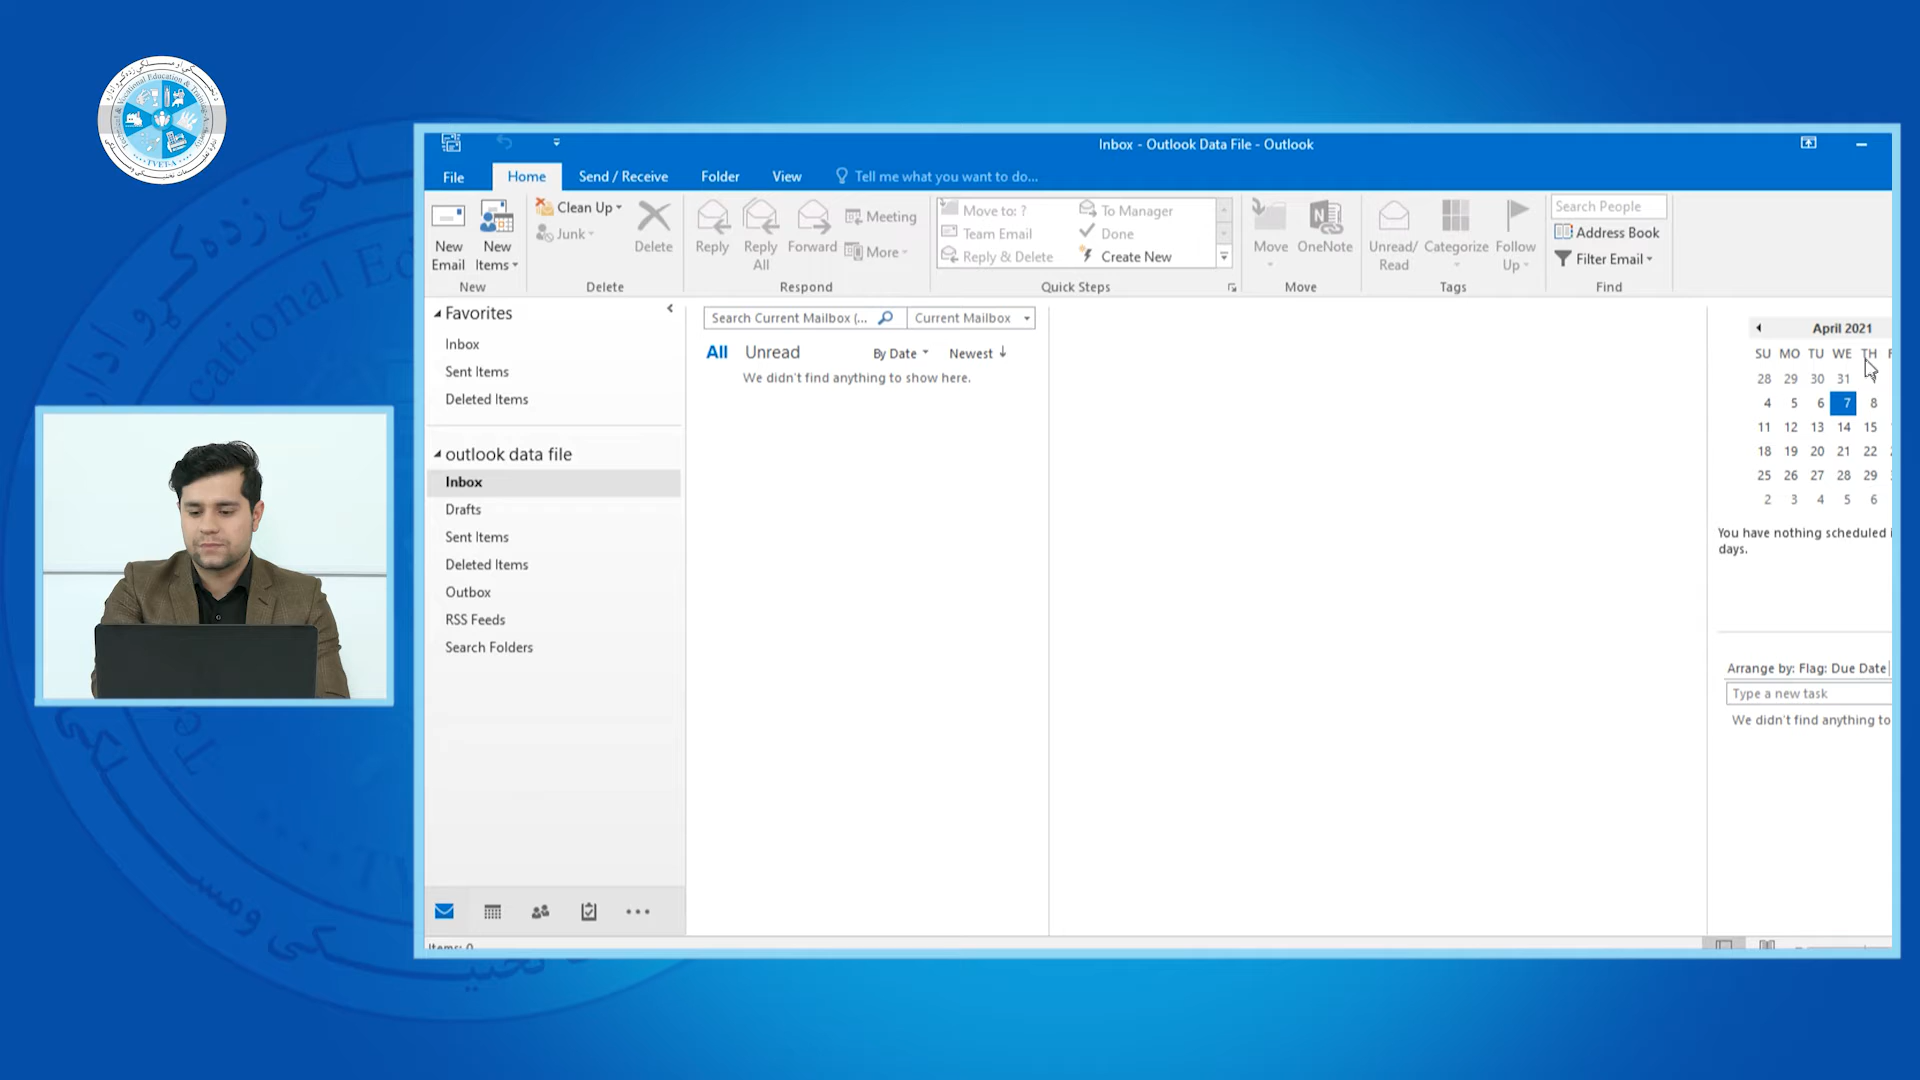 Technical & Vocational Education & Training-Authority
TVET-A
Inbox - Outlook Data File - Outlook
File
Home
Send / Receive
Folder
View
Tell me what you want to do...
New Email
New Items
Clean Up
Junk
Delete
Reply
Reply All
Forward
Meeting
More
Move to: ?
Team Email
Reply & Delete
To Manager
Done
Create New
Move
OneNote
Unread/ Read
Categorize
Follow Up
Search People
Address Book
Filter Email
New
Delete
Respond
Quick Steps
Move
Tags
Find
Favorites
Inbox
Sent Items
Deleted Items
outlook data file
Inbox
Drafts
Sent Items
Deleted Items
Outbox
RSS Feeds
Search Folders
Items: 0
Search Current Mailbox (...
Current Mailbox
All Unread By Date Newest
We didn't find anything to show here.
April 2021
SU MO TU WE TH
28 29 30 31
4 5 6 7 8
11 12 13 14 15
18 19 20 21 22
25 26 27 28 29
2 3 4 5 6
You have nothing scheduled
days.
Arrange by: Flag: Due Date
Type a new task
We didn't find anything to